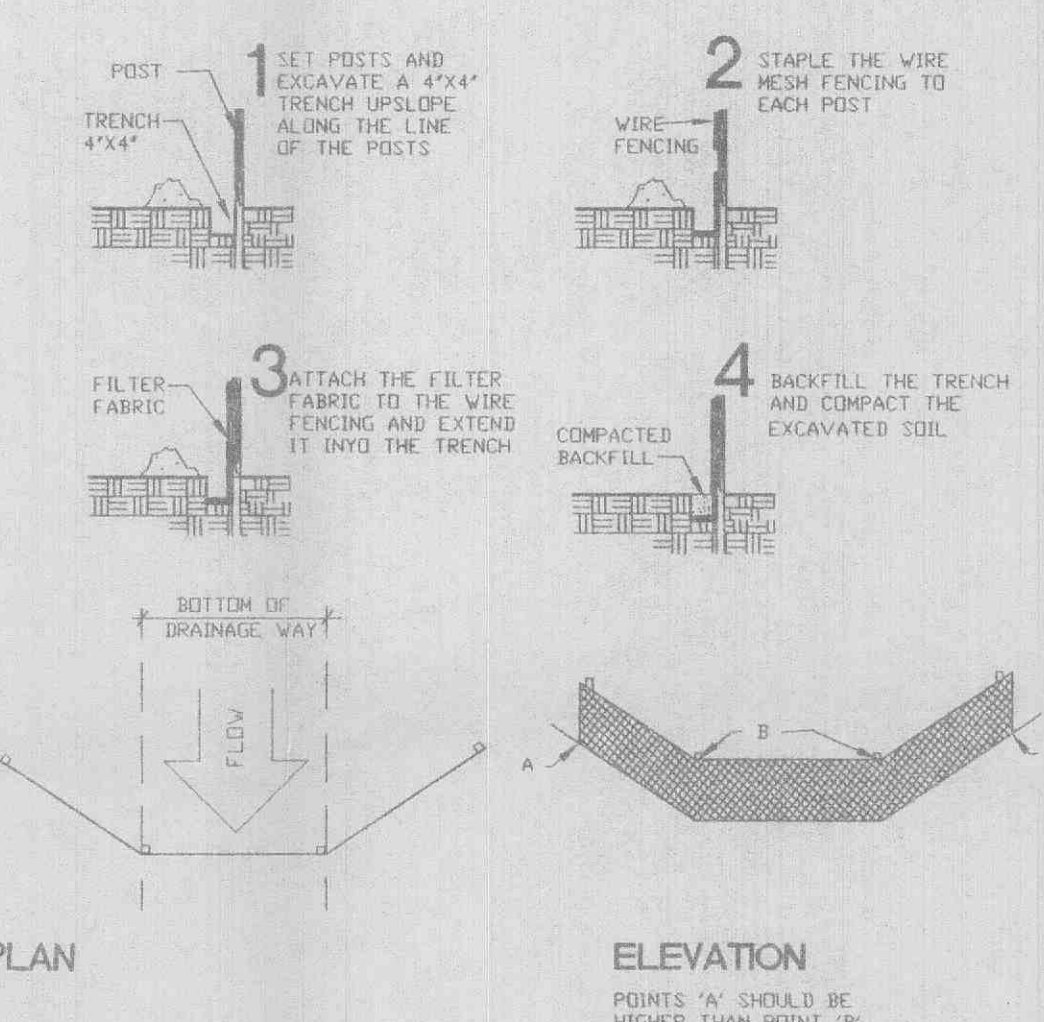 1
SET POSTS AND
EXCAVATE A 4"X4"
TRENCH UPSLOPE
ALONG THE LINE
OF THE POSTS
POST
TRENCH
4"X4"
2
STAPLE THE WIRE
MESH FENCING TO
EACH POST
WIRE
FENCING
3
ATTACH THE FILTER
FABRIC TO THE WIRE
FENCING AND EXTEND
IT INYO THE TRENCH
FILTER
FABRIC
4
BACKFILL THE TRENCH
AND COMPACT THE
EXCAVATED SOIL
COMPACTED
BACKFILL
BOTTOM OF
DRAINAGE WAY
FLOW
A
B
PLAN
ELEVATION
POINTS 'A' SHOULD BE
HIGHER THAN POINT 'B'